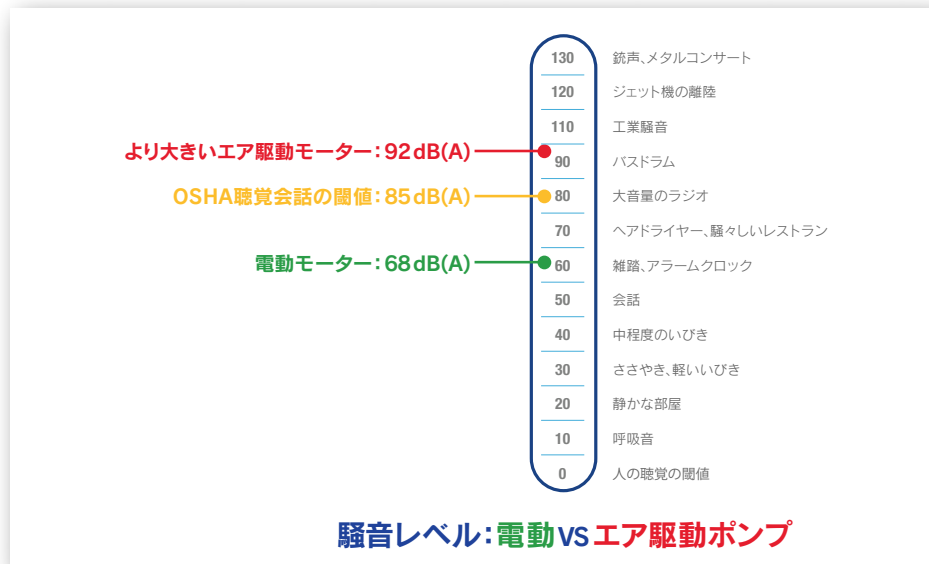 130 銃声、メタルコンサート
120 ジェット機の離陸
110 工業騒音
より大きいエア駆動モーター：92dB(A)
90 バスドラム
OSHA聴覚会話の閾値：85dB(A)
80 大音量のラジオ
70 ヘアドライヤー、騒々しいレストラン
電動モーター：68dB(A)
60 雑踏、アラームクロック
50 会話
40 中程度のいびき
30 ささやき、軽いいびき
20 静かな部屋
10 呼吸音
0 人の聴覚の閾値
騒音レベル：電動VSエア駆動ポンプ